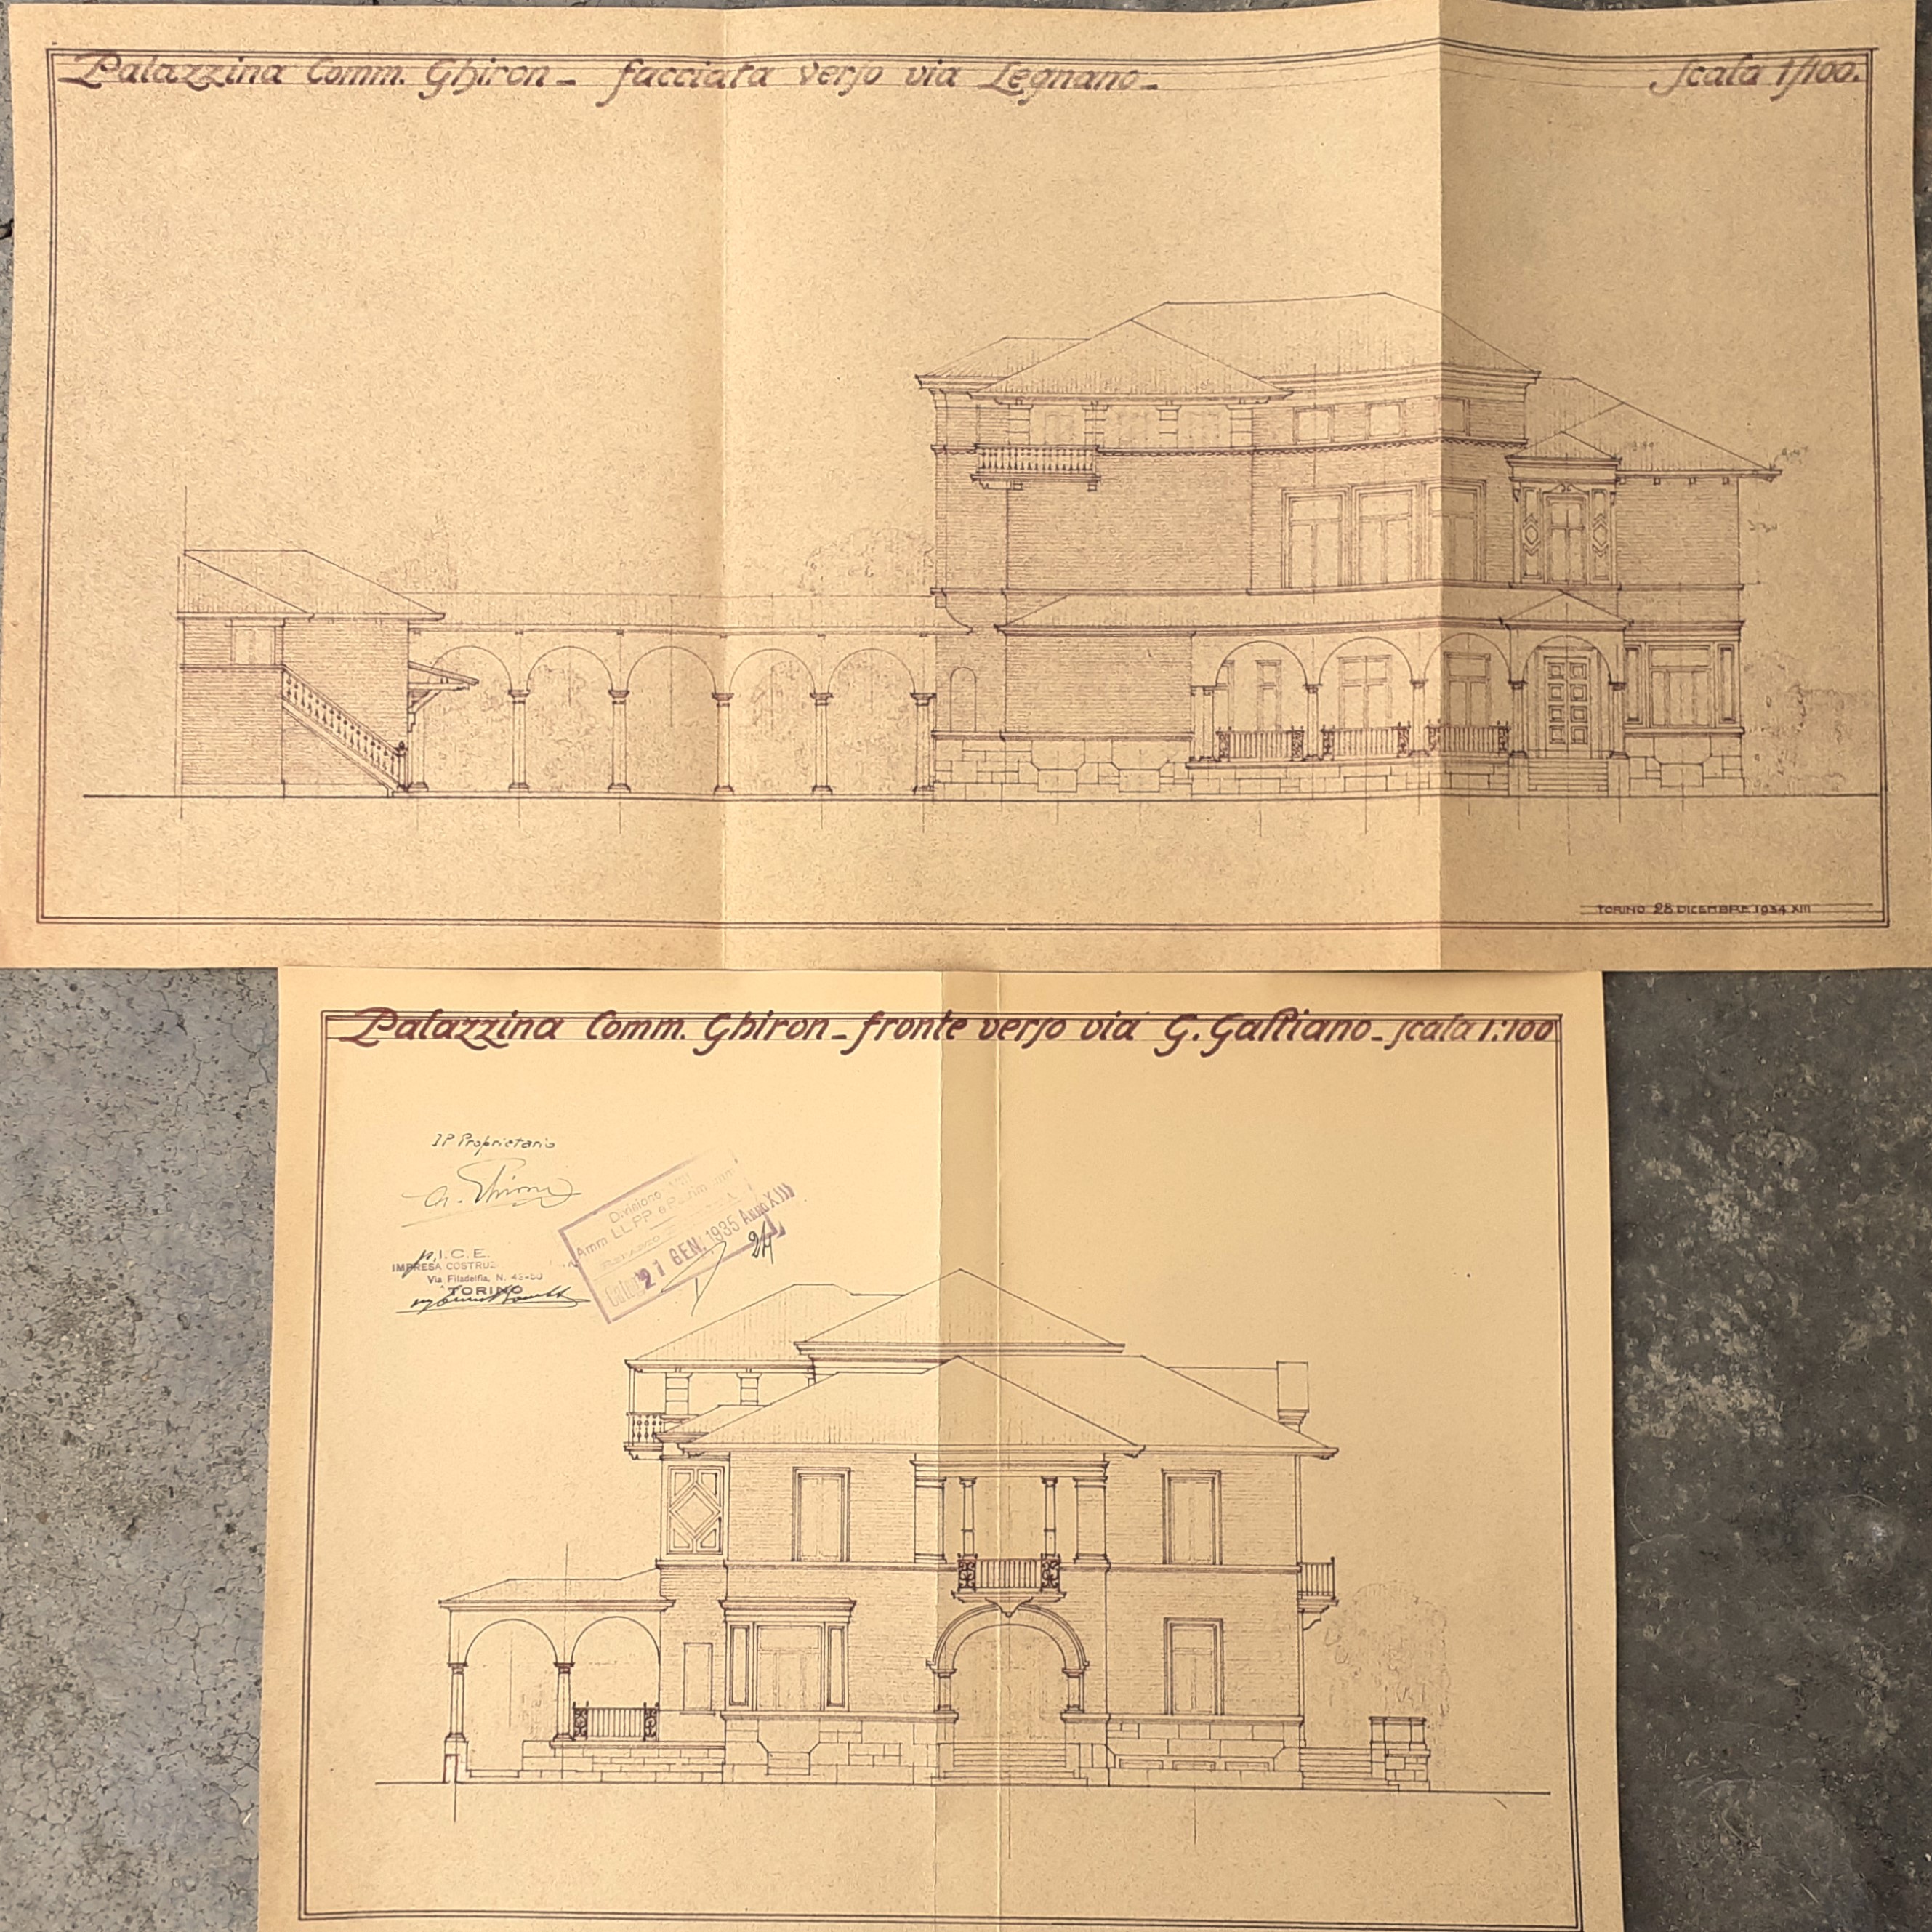 Palazzina Comm. Ghiron - facciata verso via Legnano -
Scala 1/100.
TORINO 28 DICEMBRE 1934 XIII
Palazzina Comm. Ghiron - fronte verso via G. Gastiano - scala 1:100
Il Proprietario
p. I.C.E.
IMPRESA
Via Filadelfia, N.
TORINO
Divisione
Amm LL.PP e
21 GEN. 1935 Anno XIII
24